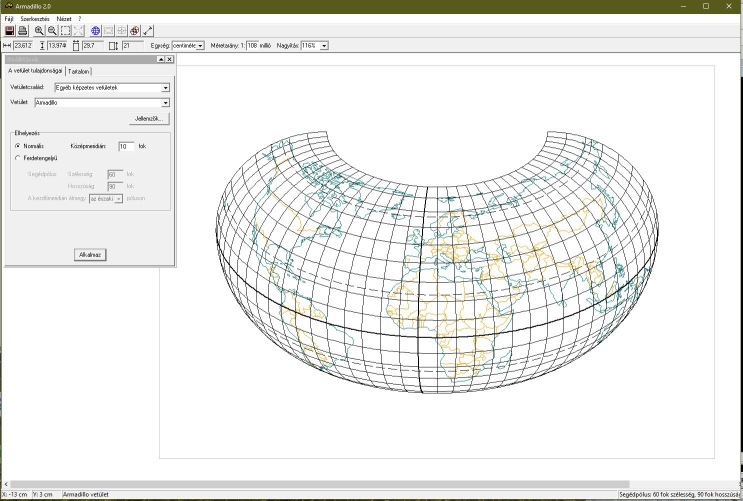 Armadillo 2.0
Fájl Szerkesztés Nézet ?
23,612 13,974 29,7 21 Egység: centiméte Méretarány: 1: 108 millió Nagyítás: 116%
A vetület tulajdonságai Tartalom
Vetületcsalád: Egyéb képzetes vetületek
Vetület Armadillo
Jellemzők...
Elhelyezés
Normális Középmeridián: 10 fok
Ferdetengelyű
Segédpólus: Szélesség: 60 fok
Hosszúság: 90 fok
A kezdőmeridián átmegy az északi póluson
Alkalmaz
X: -13 cm Y: 3 cm Armadillo vetület Segédpólus: 60 fok szélesség, 90 fok hosszúság